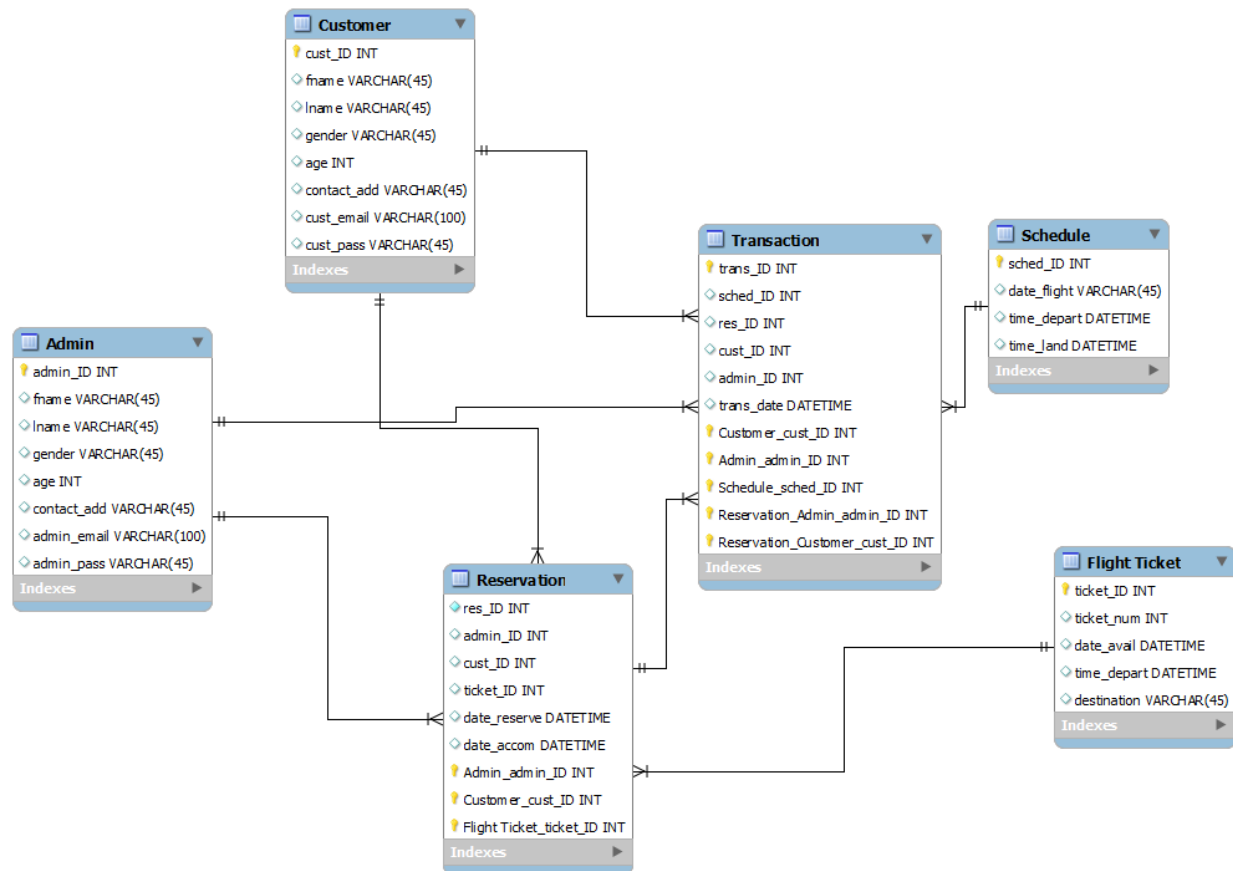 Customer
cust_ID INT
fname VARCHAR(45)
lname VARCHAR(45)
gender VARCHAR(45)
age INT
contact_add VARCHAR(45)
cust_email VARCHAR(100)
cust_pass VARCHAR(45)
Indexes
Admin
admin_ID INT
fname VARCHAR(45)
lname VARCHAR(45)
gender VARCHAR(45)
age INT
contact_add VARCHAR(45)
admin_email VARCHAR(100)
admin_pass VARCHAR(45)
Indexes
Transaction
trans_ID INT
sched_ID INT
res_ID INT
cust_ID INT
admin_ID INT
trans_date DATETIME
Customer_cust_ID INT
Admin_admin_ID INT
Schedule_sched_ID INT
Reservation_Admin_admin_ID INT
Reservation_Customer_cust_ID INT
Indexes
Schedule
sched_ID INT
date_flight VARCHAR(45)
time_depart DATETIME
time_land DATETIME
Indexes
Reservation
res_ID INT
admin_ID INT
cust_ID INT
ticket_ID INT
date_reserve DATETIME
date_accom DATETIME
Admin_admin_ID INT
Customer_cust_ID INT
Flight Ticket_ticket_ID INT
Indexes
Flight Ticket
ticket_ID INT
ticket_num INT
date_avail DATETIME
time_depart DATETIME
destination VARCHAR(45)
Indexes